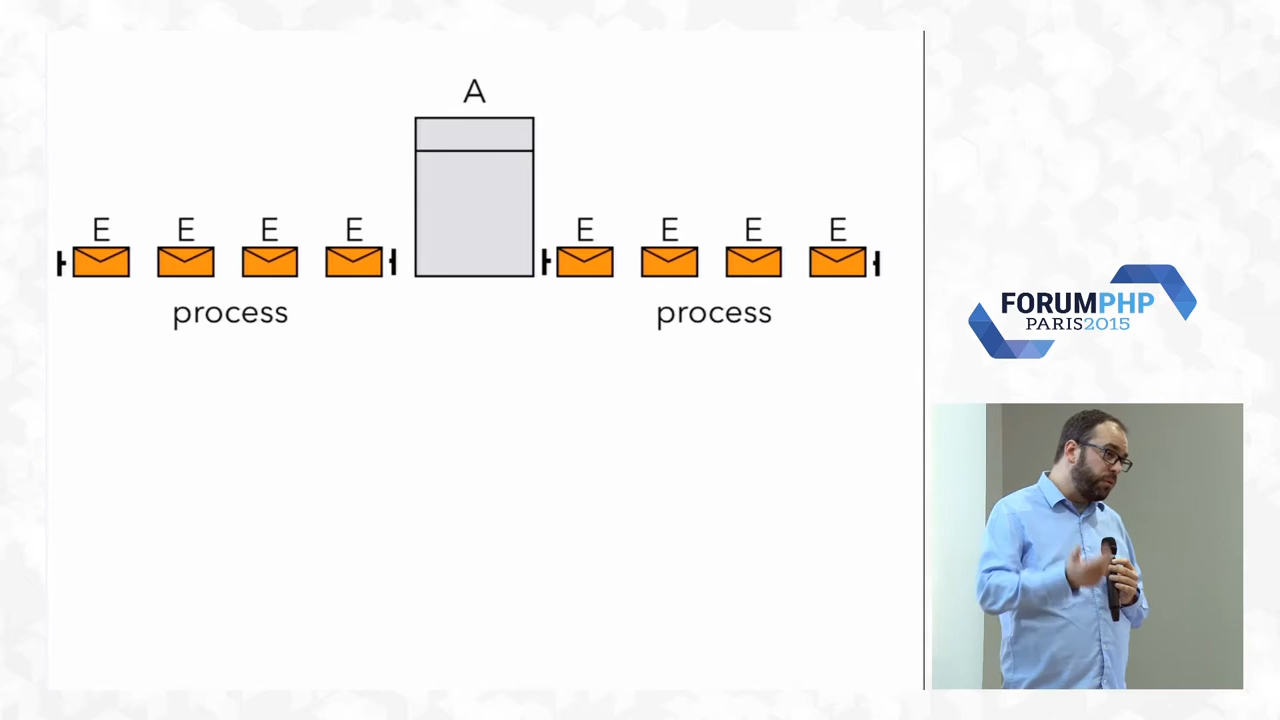 A
E E E E E E E E
process process
FORUMPHP
PARIS2015